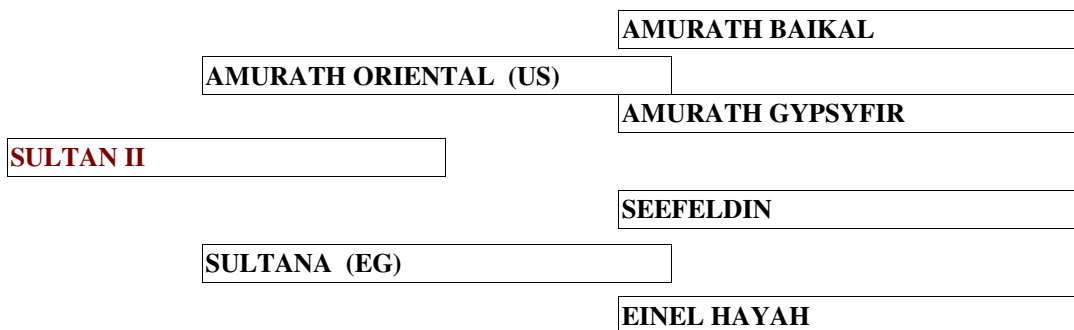 AMURATH BAIKAL
AMURATH ORIENTAL (US)
AMURATH GYPSYFIR
SULTAN II
SEEFELDIN
SULTANA (EG)
EINEL HAYAH